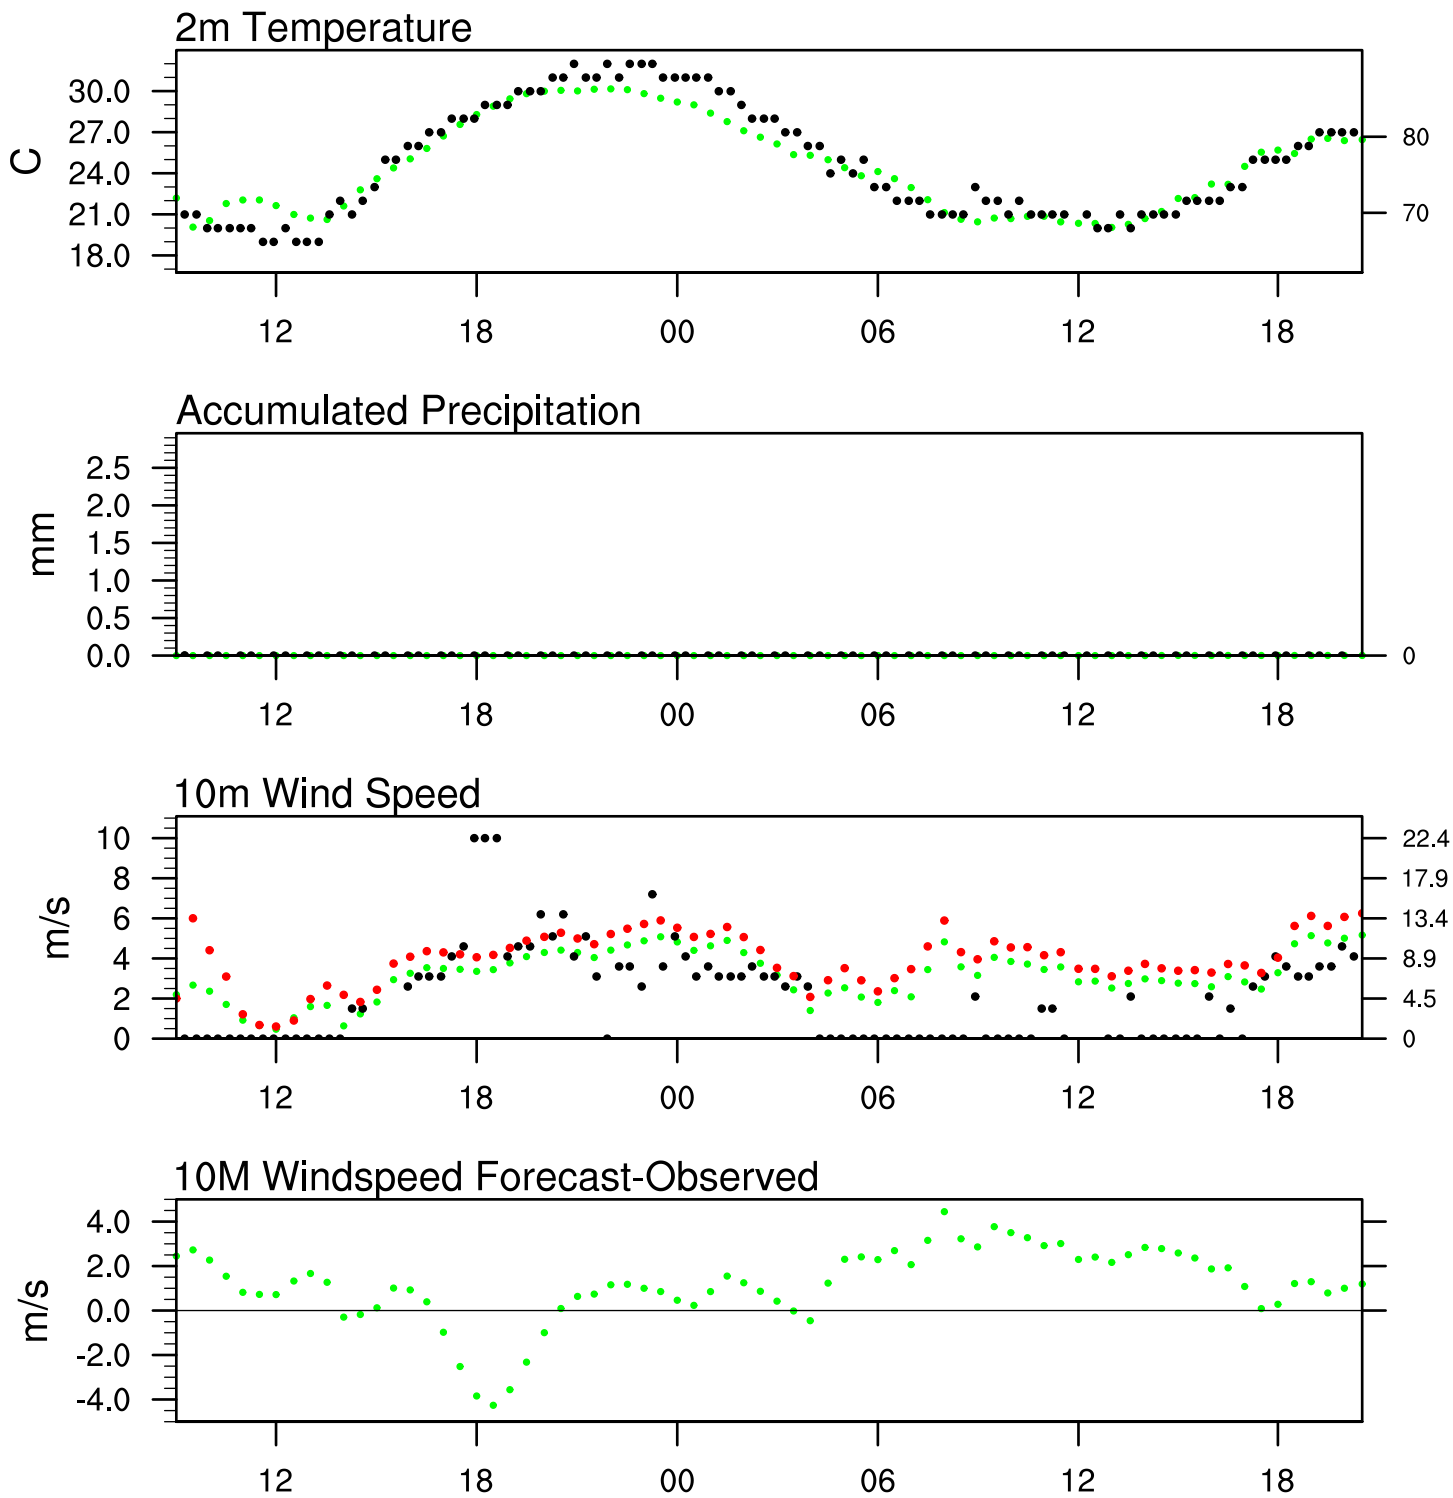 2m Temperature
30.0
27.0
24.0
21.0
18.0
C
80
70
12 18 00 06 12 18
Accumulated Precipitation
2.5
2.0
1.5
1.0
0.5
0.0
mm
0
12 18 00 06 12 18
10m Wind Speed
10
8
6
4
2
0
m/s
22.4
17.9
13.4
8.9
4.5
0
12 18 00 06 12 18
10M Windspeed Forecast-Observed
4.0
2.0
0.0
-2.0
-4.0
m/s
12 18 00 06 12 18